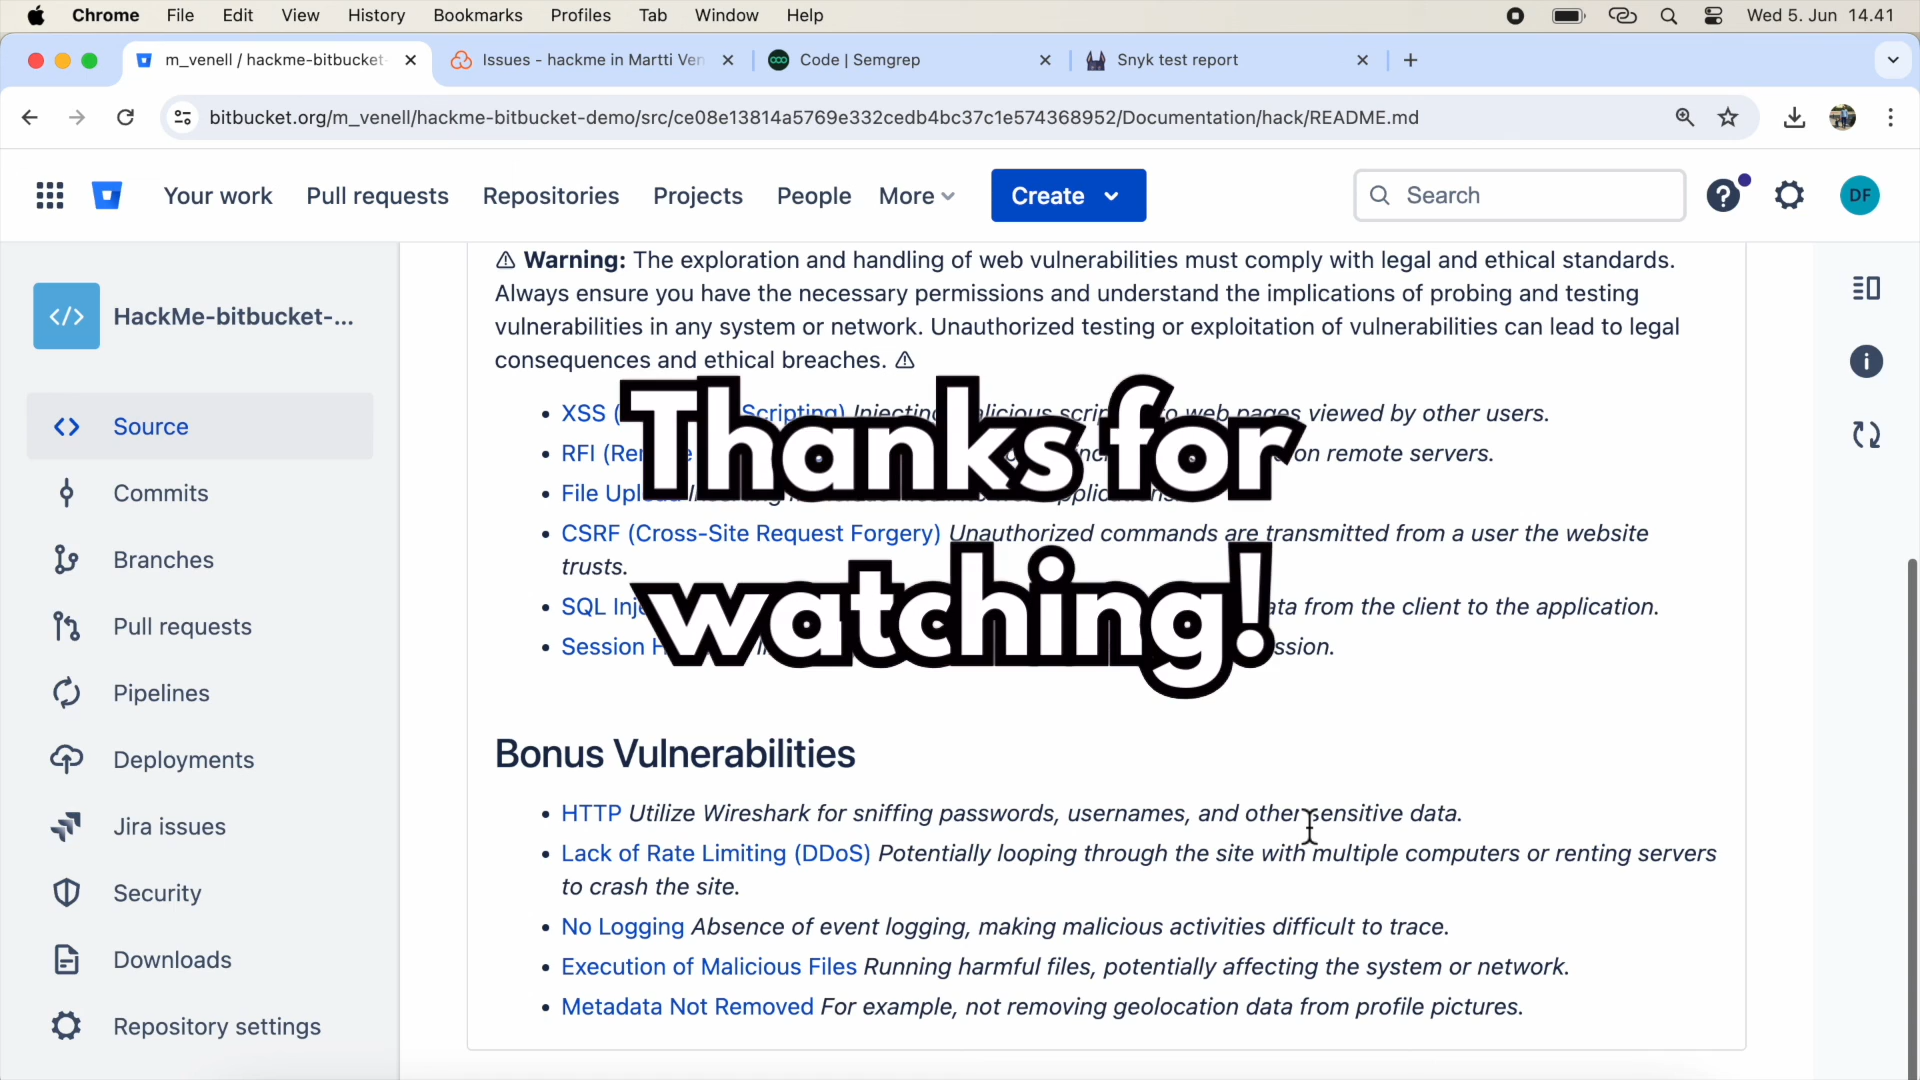 Chrome File Edit View History Bookmarks Profiles Tab Window Help Wed 5. Jun 14.41
m_venell / hackme-bitbucket- Issues - hackme in Martti Ven Code | Semgrep Snyk test report
bitbucket.org/m_venell/hackme-bitbucket-demo/src/ce08e13814a5769e332cedb4bc37c1e574368952/Documentation/hack/README.md
Your work Pull requests Repositories Projects People More Create Search DF
HackMe-bitbucket-...
Source
Commits
Branches
Pull requests
Pipelines
Deployments
Jira issues
Security
Downloads
Repository settings
⚠ Warning: The exploration and handling of web vulnerabilities must comply with legal and ethical standards.
Always ensure you have the necessary permissions and understand the implications of probing and testing
vulnerabilities in any system or network. Unauthorized testing or exploitation of vulnerabilities can lead to legal
consequences and ethical breaches. ⚠
• XSS ( Scripting) Injecting web pages viewed by other users.
• RFI on remote servers.
• File Upload
• CSRF (Cross-Site Request Forgery) Unauthorized commands are transmitted from a user the website
trusts.
• SQL from the client to the application.
• Session
Thanks for
watching!
Bonus Vulnerabilities
• HTTP Utilize Wireshark for sniffing passwords, usernames, and other sensitive data.
• Lack of Rate Limiting (DDoS) Potentially looping through the site with multiple computers or renting servers
to crash the site.
• No Logging Absence of event logging, making malicious activities difficult to trace.
• Execution of Malicious Files Running harmful files, potentially affecting the system or network.
• Metadata Not Removed For example, not removing geolocation data from profile pictures.